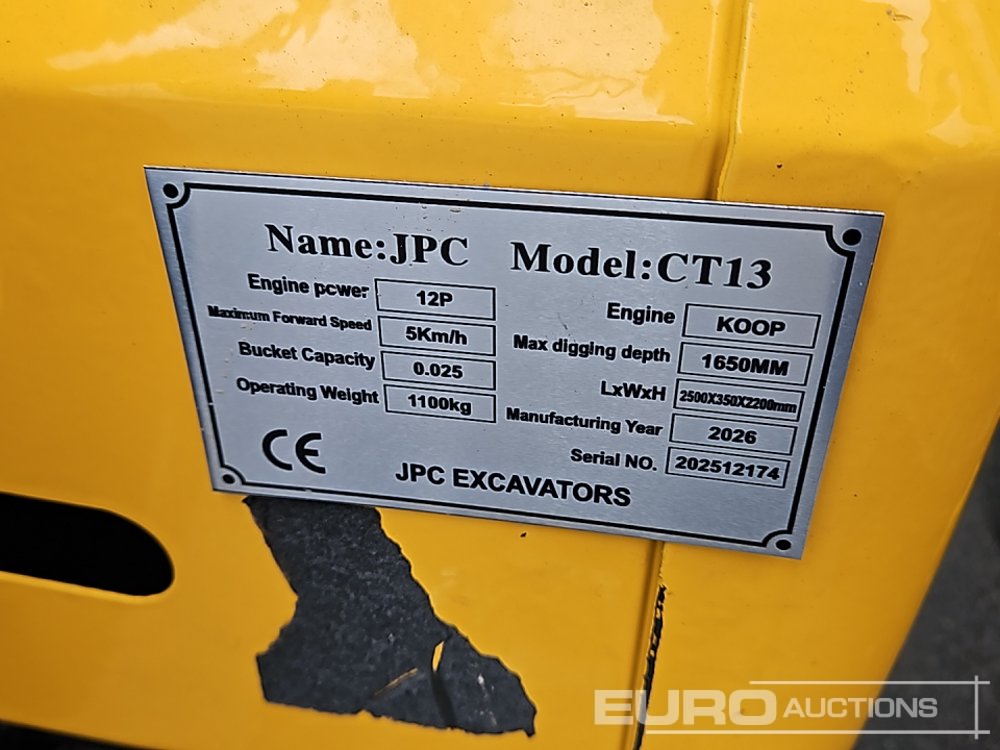 Name:JPC Model:CT13
Engine power 12P
Maximum Forward Speed 5Km/h
Bucket Capacity 0.025
Operating Weight 1100kg
Engine KOOP
Max digging depth 1650MM
LxWxH 2500X350X2200mm
Manufacturing Year 2026
Serial NO. 202512174
CE
JPC EXCAVATORS
EURO AUCTIONS